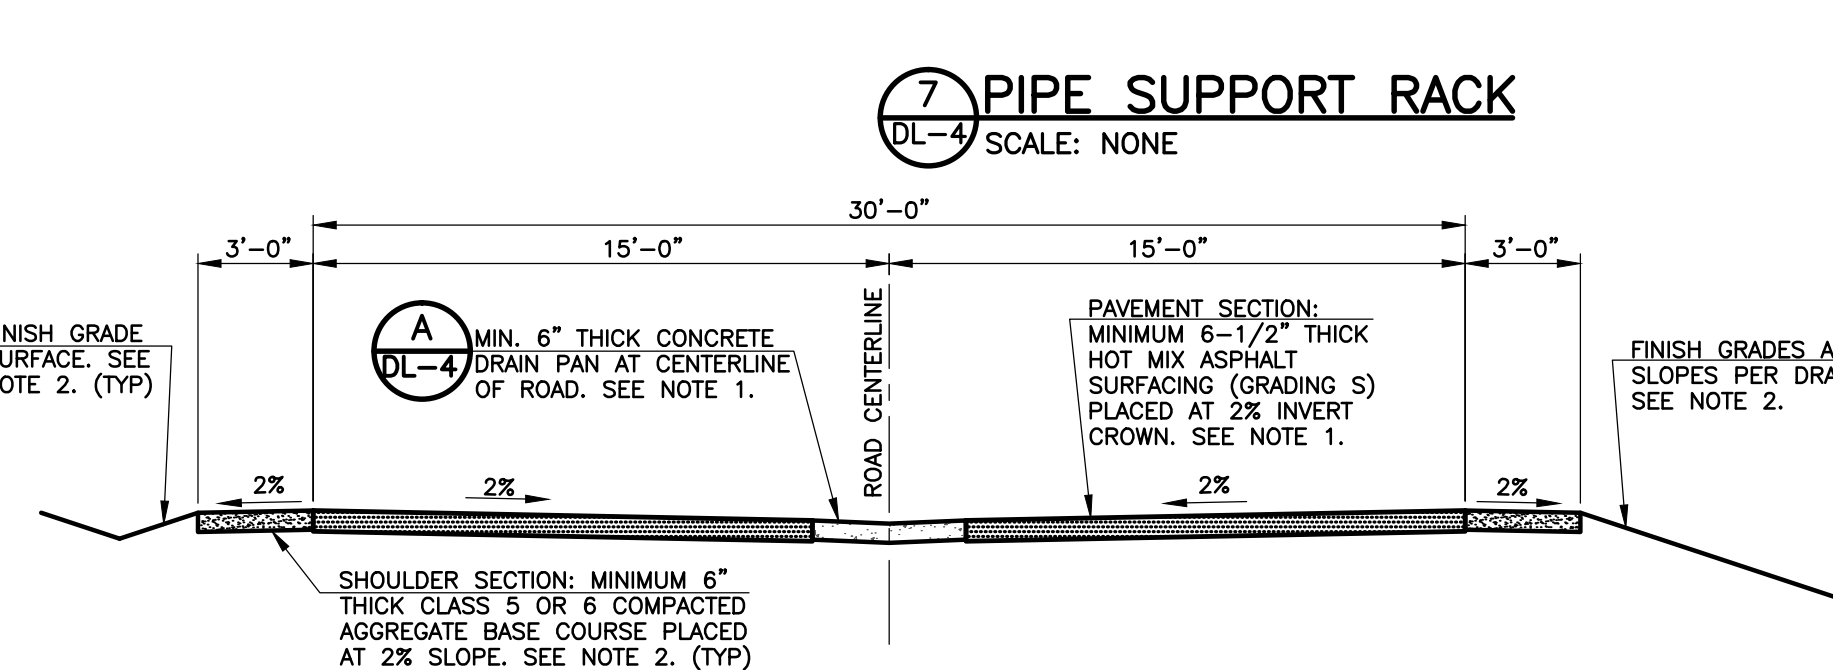 7
DL-4
PIPE SUPPORT RACK
SCALE: NONE
30'-0"
3'-0"
15'-0"
15'-0"
3'-0"
NISH GRADE
URFACE. SEE
OTE 2. (TYP)
A
DL-4
MIN. 6" THICK CONCRETE
DRAIN PAN AT CENTERLINE
OF ROAD. SEE NOTE 1.
ROAD CENTERLINE
PAVEMENT SECTION:
MINIMUM 6-1/2" THICK
HOT MIX ASPHALT
SURFACING (GRADING S)
PLACED AT 2% INVERT
CROWN. SEE NOTE 1.
FINISH GRADES A
SLOPES PER DRA
SEE NOTE 2.
2%
2%
2%
2%
SHOULDER SECTION: MINIMUM 6"
THICK CLASS 5 OR 6 COMPACTED
AGGREGATE BASE COURSE PLACED
AT 2% SLOPE. SEE NOTE 2. (TYP)